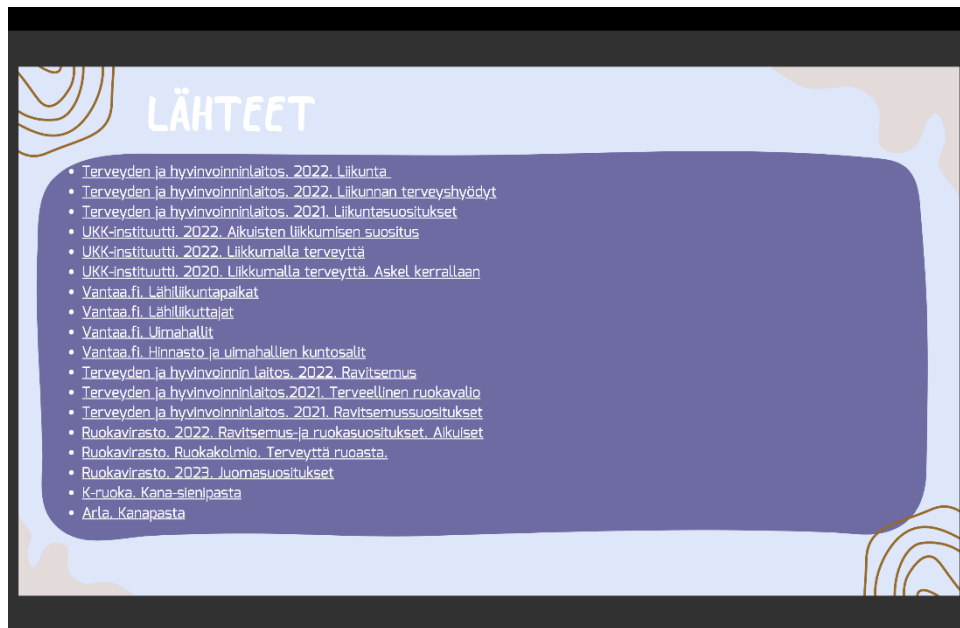 LÄHTEET
• Terveyden ja hyvinvoinninlaitos. 2022. Liikunta
• Terveyden ja hyvinvoinninlaitos. 2022. Liikunnan terveyshyödyt
• Terveyden ja hyvinvoinninlaitos. 2021. Liikuntasuositukset
• UKK-instituutti. 2022. Aikuisten liikkumisen suositus
• UKK-instituutti. 2022. Liikkumalla terveyttä
• UKK-instituutti. 2020. Liikkumalla terveyttä. Askel kerrallaan
• Vantaa.fi. Lähiliikuntapaikat
• Vantaa.fi. Lähiliikuttajat
• Vantaa.fi. Uimahallit
• Vantaa.fi. Hinnasto ja uimahallien kuntosalit
• Terveyden ja hyvinvoinnin laitos. 2022. Ravitsemus
• Terveyden ja hyvinvoinninlaitos.2021. Terveellinen ruokavalio
• Terveyden ja hyvinvoinninlaitos. 2021. Ravitsemussuositukset
• Ruokavirasto. 2022. Ravitsemus-ja ruokasuositukset. Aikuiset
• Ruokavirasto. Ruokakolmio. Terveyttä ruoasta.
• Ruokavirasto. 2023. Juomasuositukset
• K-ruoka. Kana-sienipasta
• Arla. Kanapasta